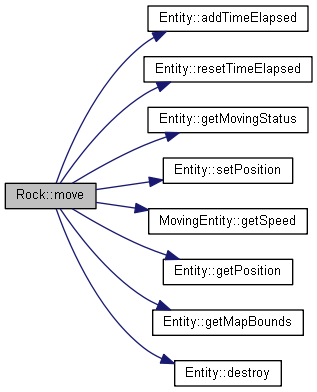 Entity::addTimeElapsed
Entity::resetTimeElapsed
Entity::getMovingStatus
Entity::setPosition
Rock::move
MovingEntity::getSpeed
Entity::getPosition
Entity::getMapBounds
Entity::destroy